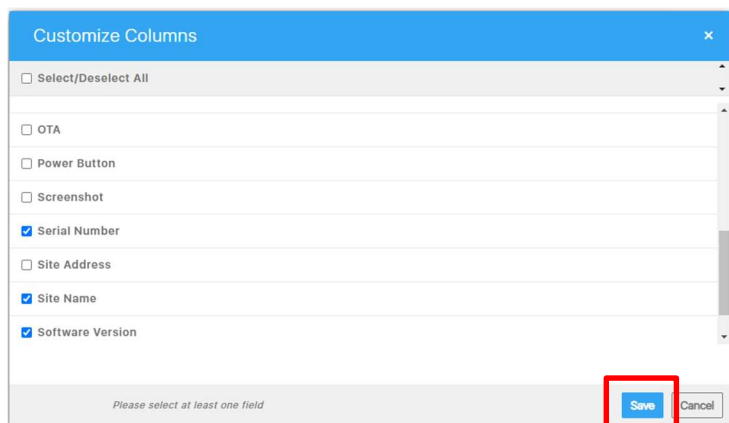 Customize Columns ×
Select/Deselect All
OTA
Power Button
Screenshot
Serial Number
Site Address
Site Name
Software Version
Please select at least one field Save Cancel